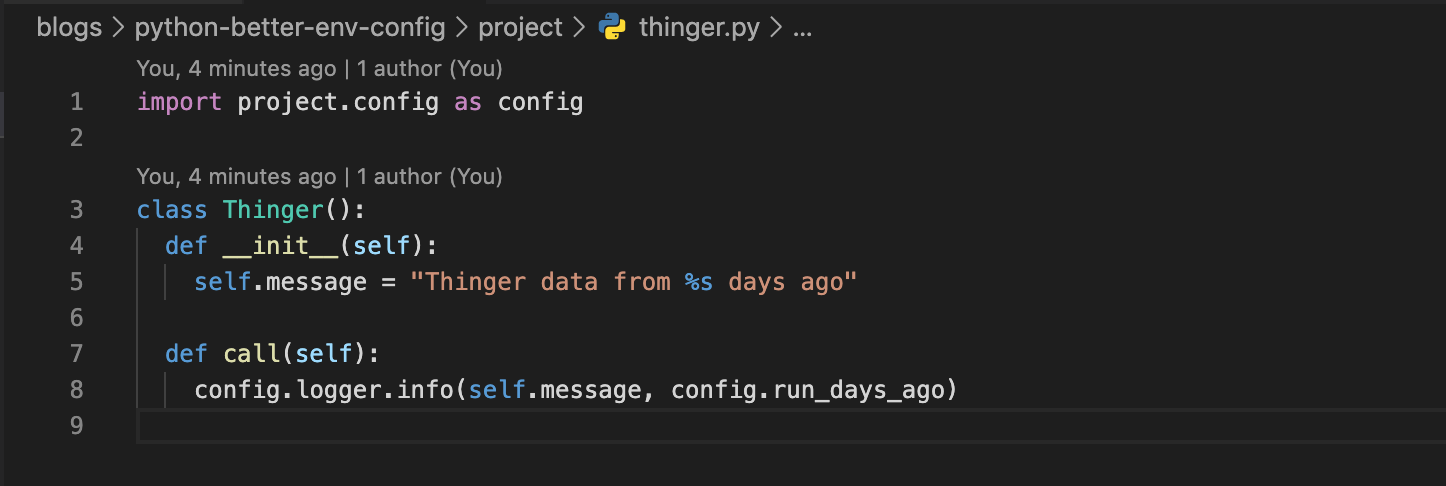 blogs > python-better-env-config > project > thinger.py > ...
You, 4 minutes ago | 1 author (You)
1 import project.config as config
2
You, 4 minutes ago | 1 author (You)
3 class Thinger():
4   def __init__(self):
5     self.message = "Thinger data from %s days ago"
6
7   def call(self):
8     config.logger.info(self.message, config.run_days_ago)
9